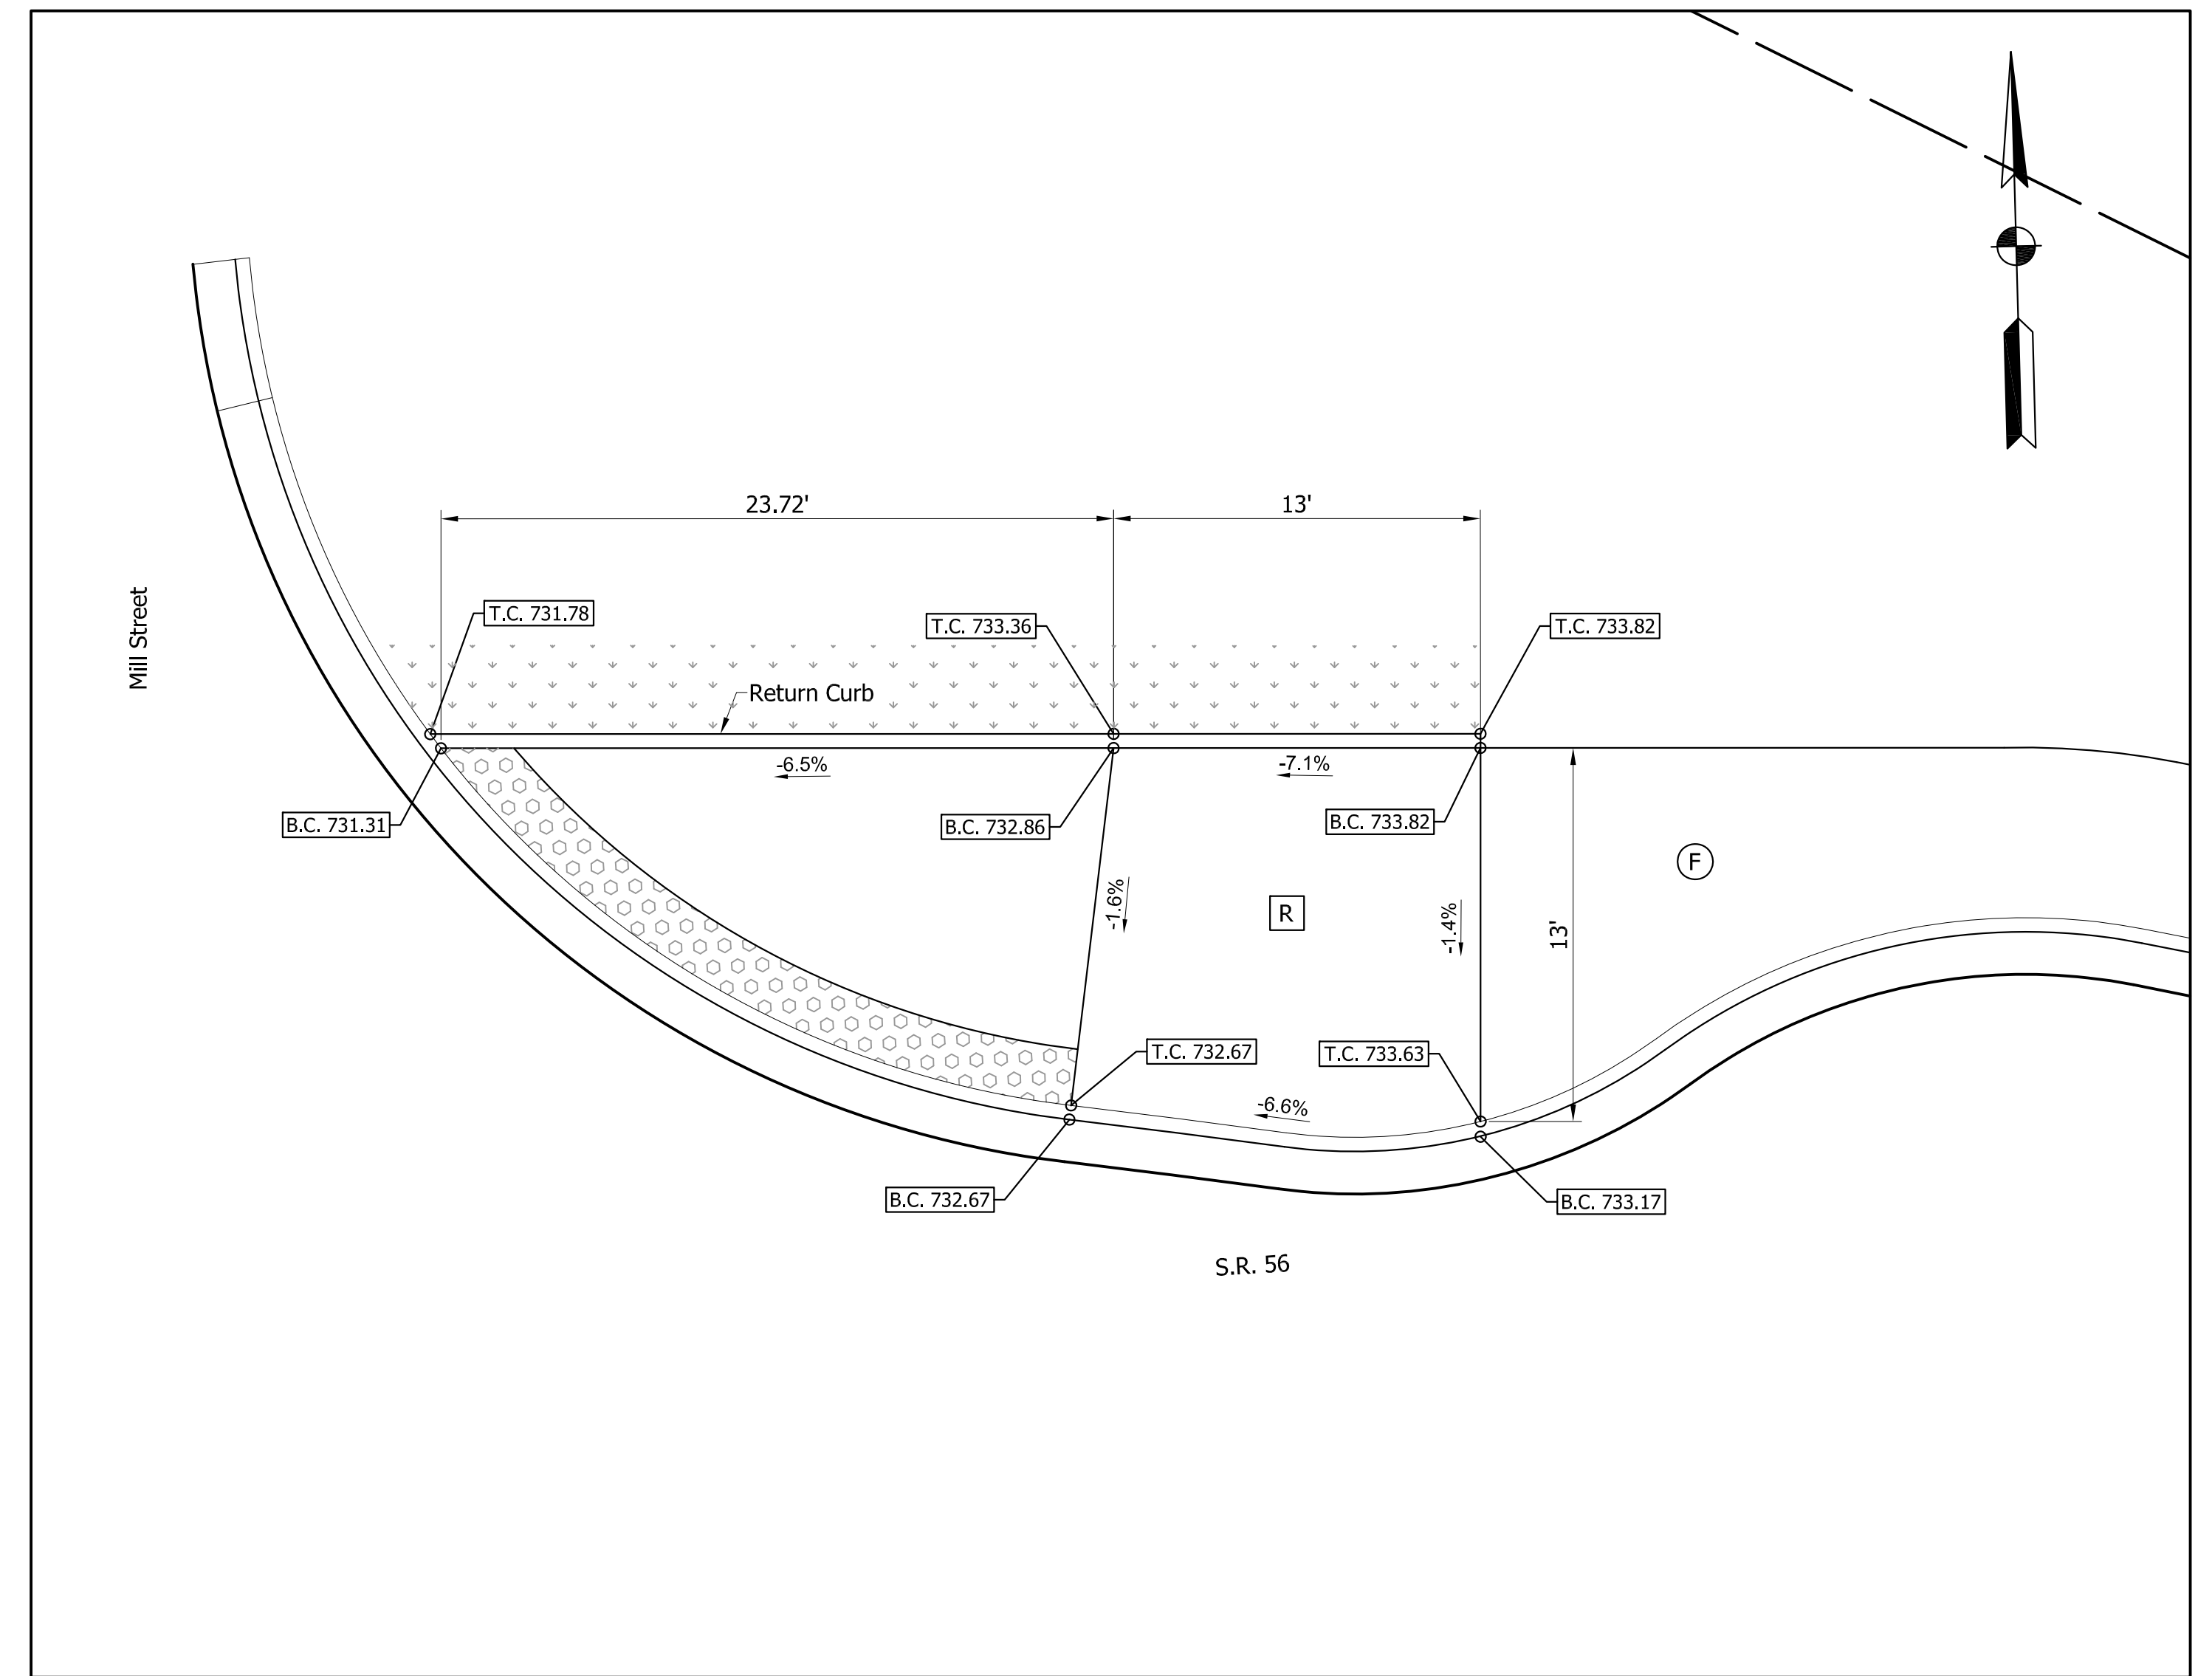 23.72'
13'
Mill Street
T.C. 731.78
T.C. 733.36
T.C. 733.82
Return Curb
-6.5%
-7.1%
B.C. 731.31
B.C. 732.86
B.C. 733.82
F
-1.6%
R
-1.4%
13'
T.C. 732.67
T.C. 733.63
-6.6%
B.C. 732.67
B.C. 733.17
S.R. 56